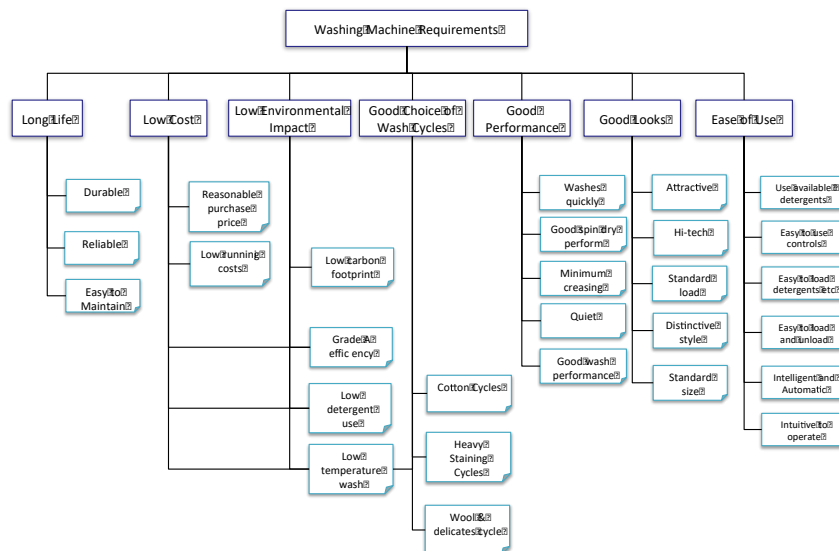 Washing Machine Requirements
Long Life
Low Cost
Low Environmental
Impact
Good Choice of
Wash Cycles
Good
Performance
Good Looks
Ease of Use
Durable
Reliable
Easy to
Maintain
Reasonable
purchase
price
Low running
costs
Low carbon
footprint
Grade A
effic ency
Low
detergent
use
Low
temperature
wash
Cotton Cycles
Heavy
Staining
Cycles
Wool &
delicates cycle
Washes
quickly
Good spin dry
perform
Minimum
creasing
Quiet
Good wash
performance
Attractive
Hi-tech
Standard
load
Distinctive
style
Standard
size
Use available
detergents
Easy to use
controls
Easy to load
detergents etc
Easy to load
and unload
Intelligent and
Automatic
Intuitive to
operate